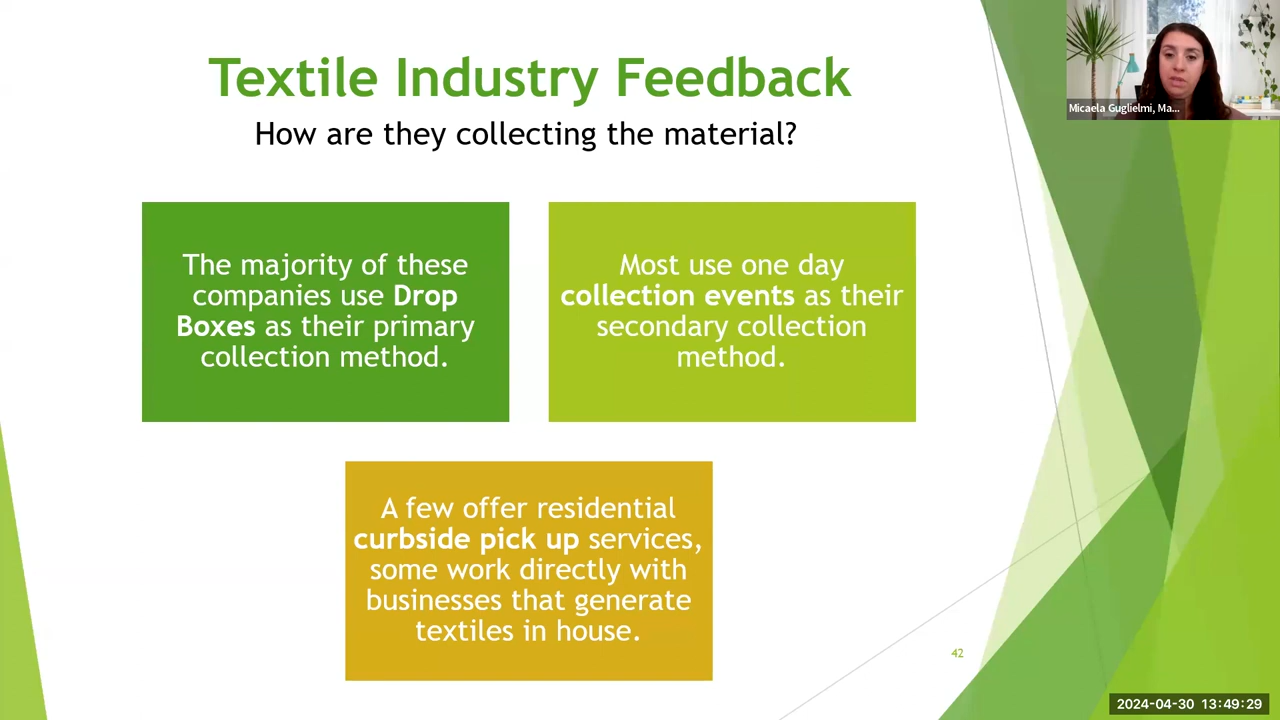 Textile Industry Feedback
How are they collecting the material?
Micaela Guglielmi, Ma...
The majority of these
companies use Drop
Boxes as their primary
collection method.
Most use one day
collection events as their
secondary collection
method.
A few offer residential
curbside pick up services,
some work directly with
businesses that generate
textiles in house.
42
2024-04-30 13:49:29